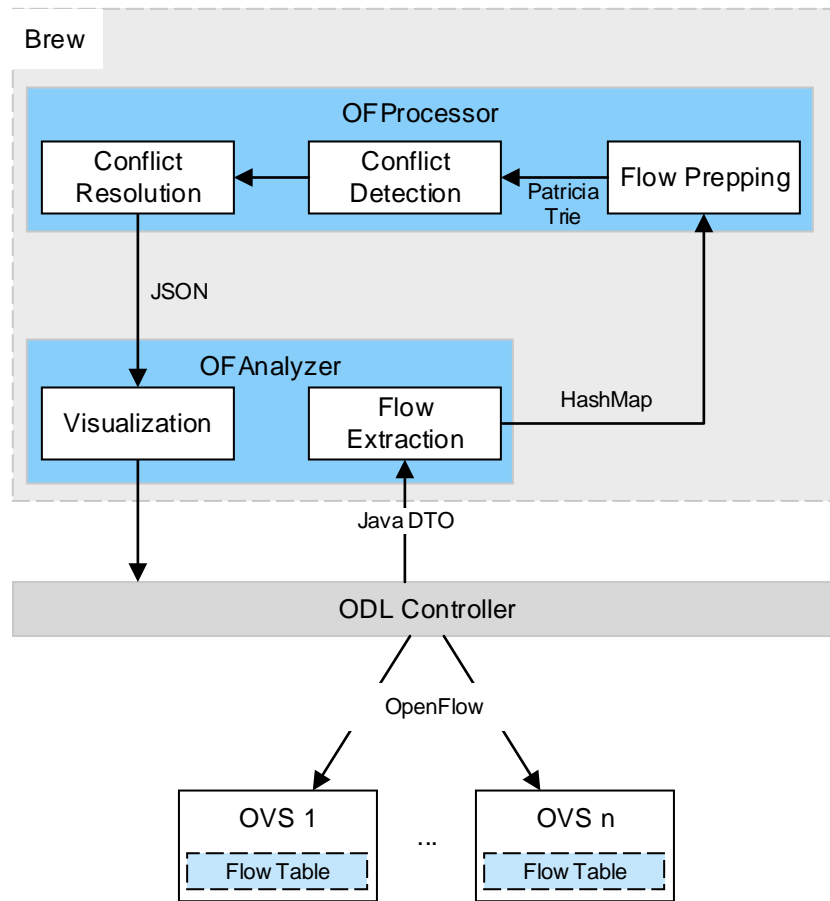 Brew
OFProcessor
Conflict
Resolution
Conflict
Detection
Flow Prepping
Patricia
Trie
JSON
OFAnalyzer
Visualization
Flow
Extraction
HashMap
Java DTO
ODL Controller
OpenFlow
OVS 1
...
OVS n
Flow Table
Flow Table